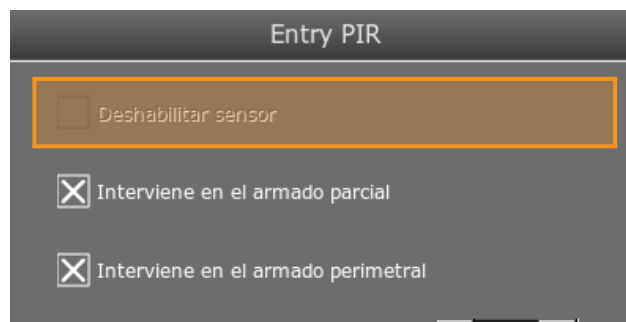 Entry PIR
Deshabilitar sensor
Interviene en el armado parcial
Interviene en el armado perimetral